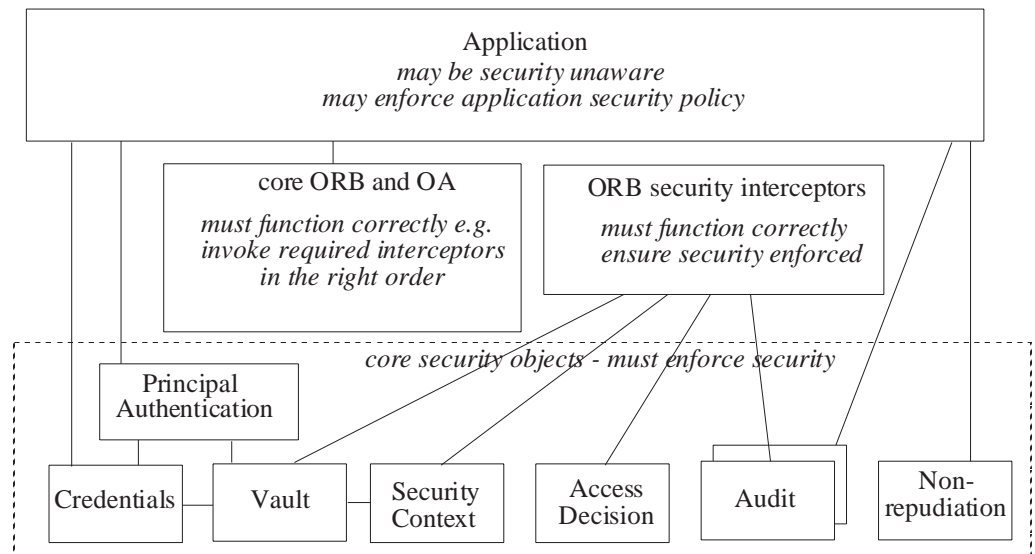 Application
may be security unaware
may enforce application security policy
core ORB and OA
must function correctly e.g.
invoke required interceptors
in the right order
ORB security interceptors
must function correctly
ensure security enforced
core security objects - must enforce security
Principal
Authentication
Credentials
Vault
Security
Context
Access
Decision
Audit
Non-
repudiation